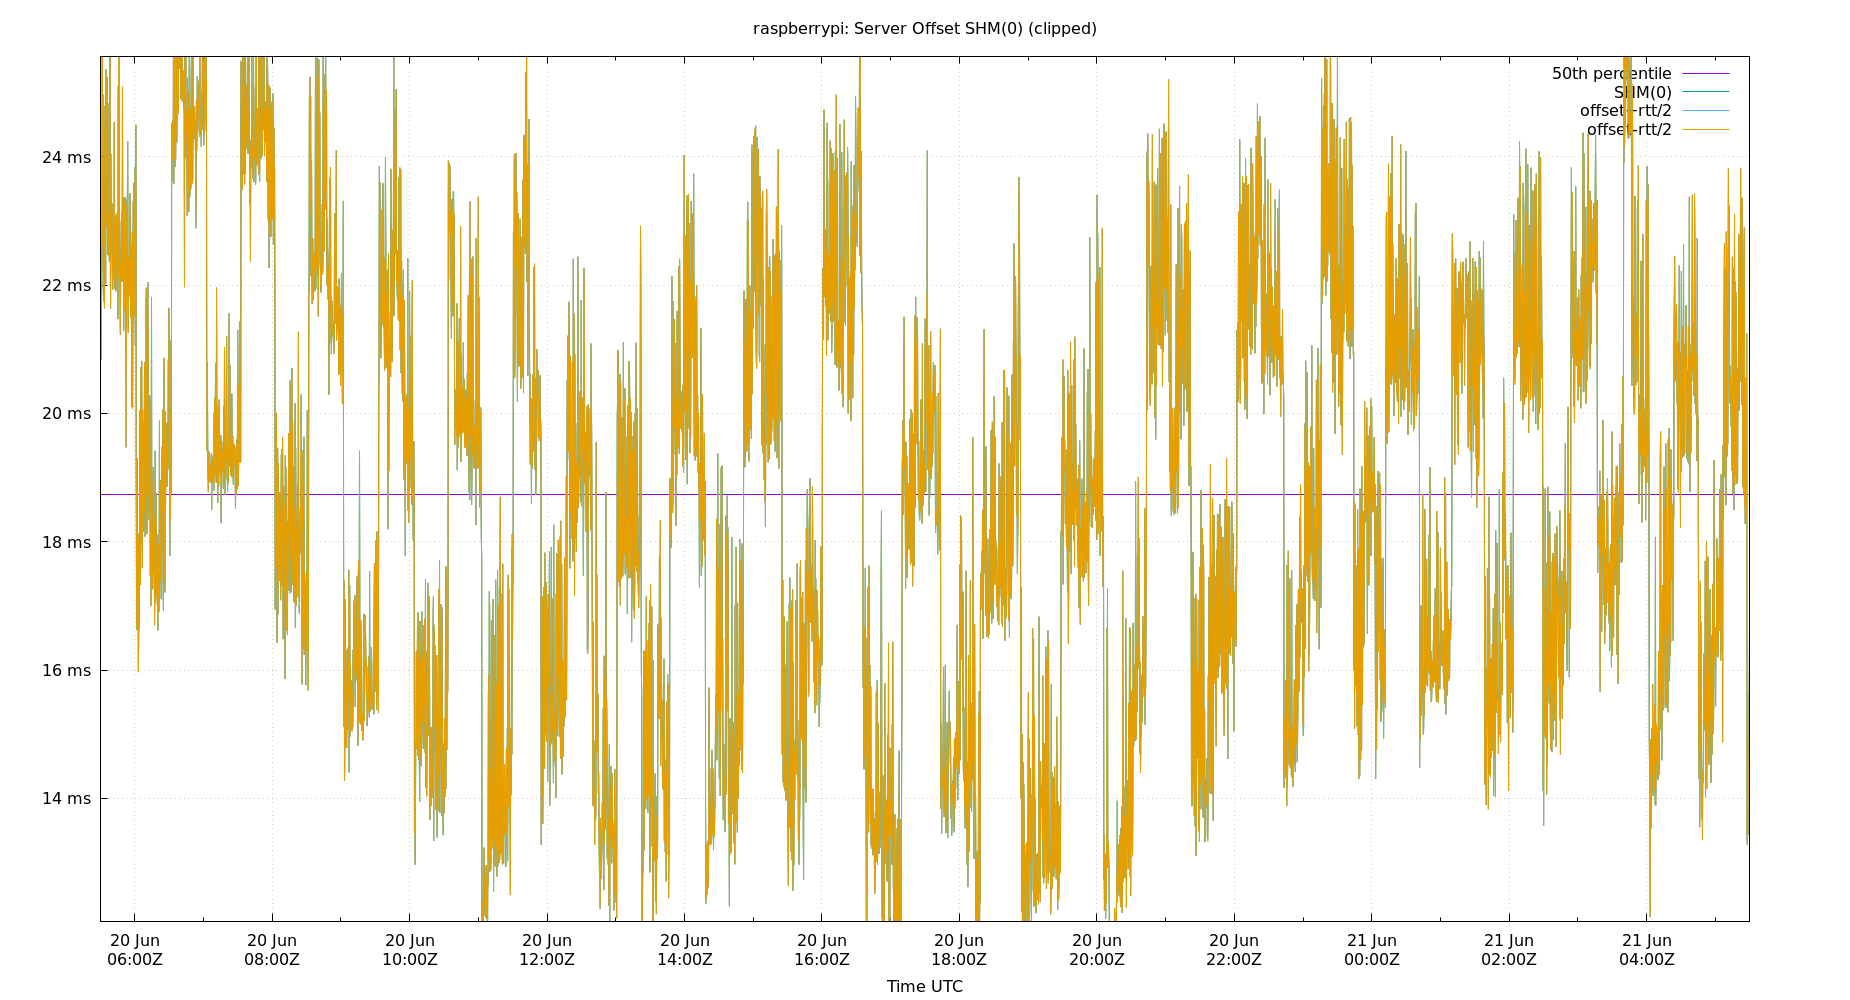 raspberrypi: Server Offset SHM(0) (clipped)
50th percentile
SHM(0)
offset-rtt/2
offset+rtt/2
24 ms
22 ms
20 ms
18 ms
16 ms
14 ms
20 Jun 06:00Z
20 Jun 08:00Z
20 Jun 10:00Z
20 Jun 12:00Z
20 Jun 14:00Z
20 Jun 16:00Z
20 Jun 18:00Z
20 Jun 20:00Z
20 Jun 22:00Z
21 Jun 00:00Z
21 Jun 02:00Z
21 Jun 04:00Z
Time UTC